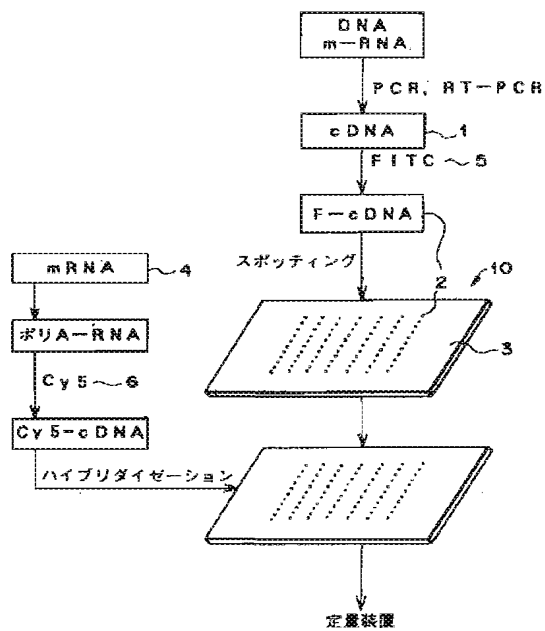 DNA
m-RNA
PCR, RT-PCR
cDNA
1
FITC
5
F-cDNA
スポッティング
2
10
3
mRNA
4
ポリA-RNA
Cy5
6
Cy5-cDNA
ハイブリダイゼーション
定量装置